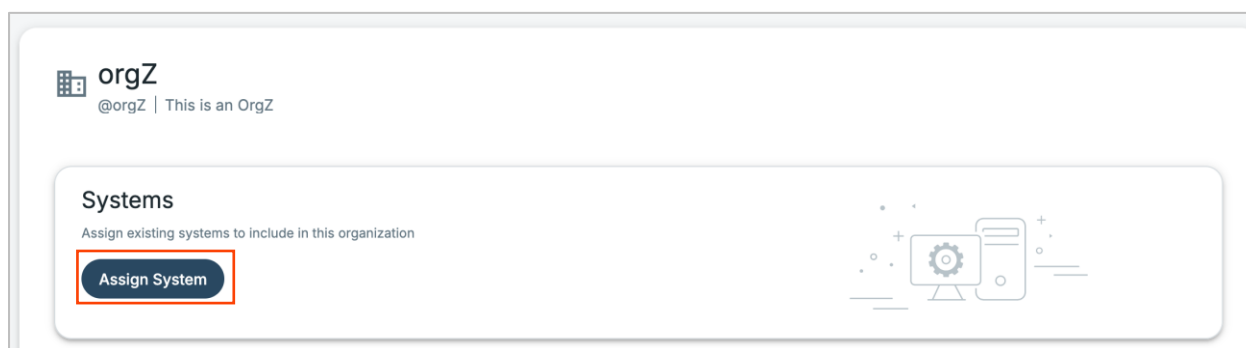 orgZ
@orgZ | This is an OrgZ
Systems
Assign existing systems to include in this organization
Assign System